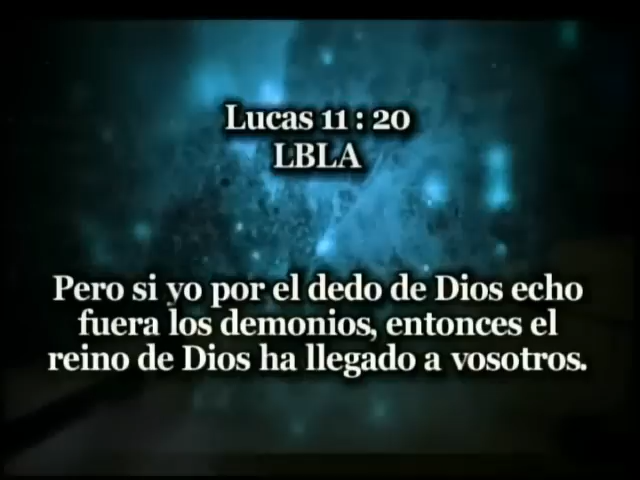 Lucas 11 : 20
LBLA
Pero si yo por el dedo de Dios echo
fuera los demonios, entonces el
reino de Dios ha llegado a vosotros.